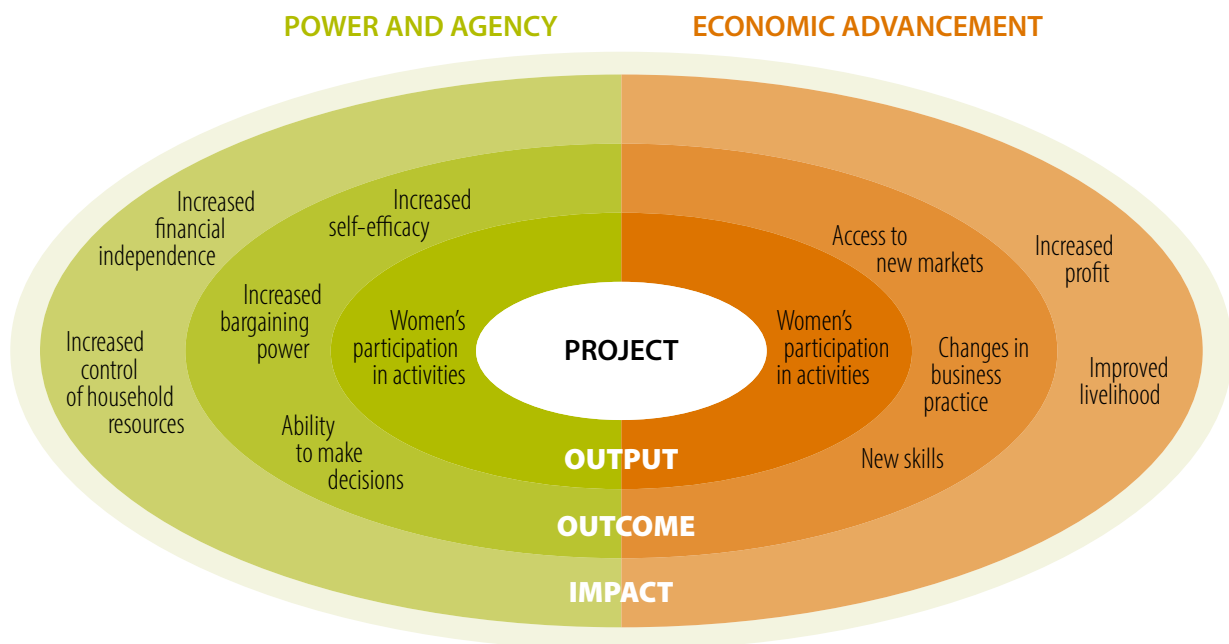 POWER AND AGENCY
ECONOMIC ADVANCEMENT
Increased
financial
independence
Increased
self-efficacy
Increased
bargaining
power
Increased
control
of household
resources
Ability
to make
decisions
Women's
participation
in activities
PROJECT
Women's
participation
in activities
Access to
new markets
Changes in
business
practice
New skills
Increased
profit
Improved
livelihood
OUTPUT
OUTCOME
IMPACT